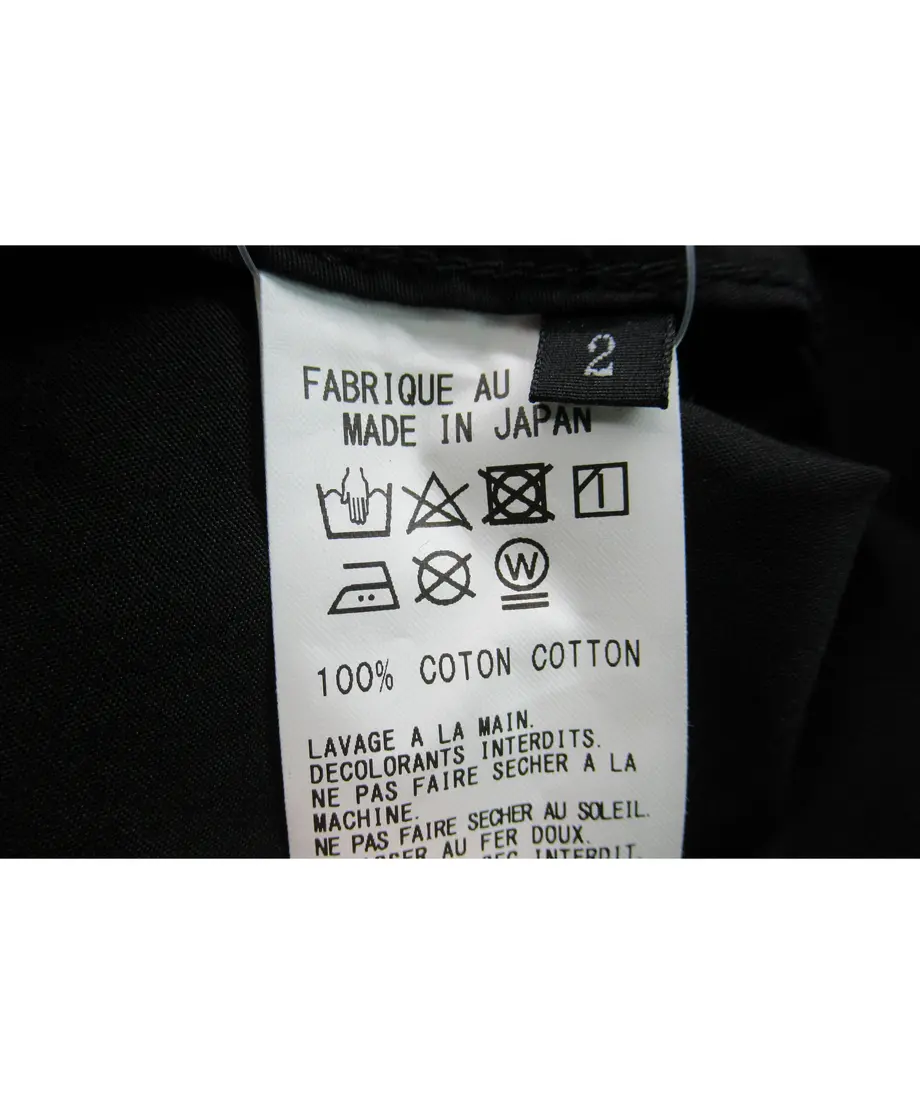 2
FABRIQUE AU
MADE IN JAPAN
W
100% COTON COTTON
LAVAGE A LA MAIN.
DECOLORANTS INTERDITS.
NE PAS FAIRE SECHER A LA
MACHINE.
NE PAS FAIRE SECHER AU SOLEIL.
AU FER DOUX.
INTERDIT.